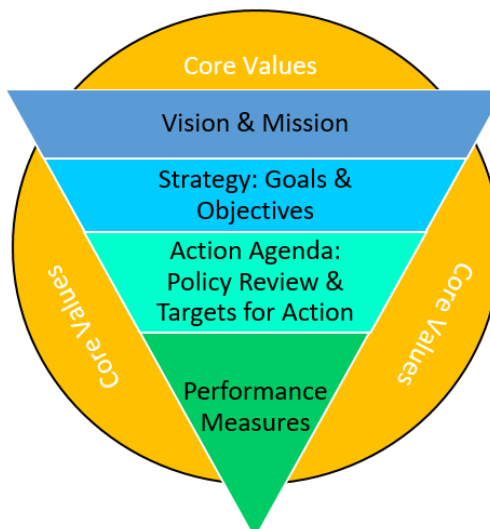 Core Values
Vision & Mission
Strategy: Goals &
Objectives
Action Agenda:
Policy Review &
Targets for Action
Core Values
Core Values
Performance
Measures